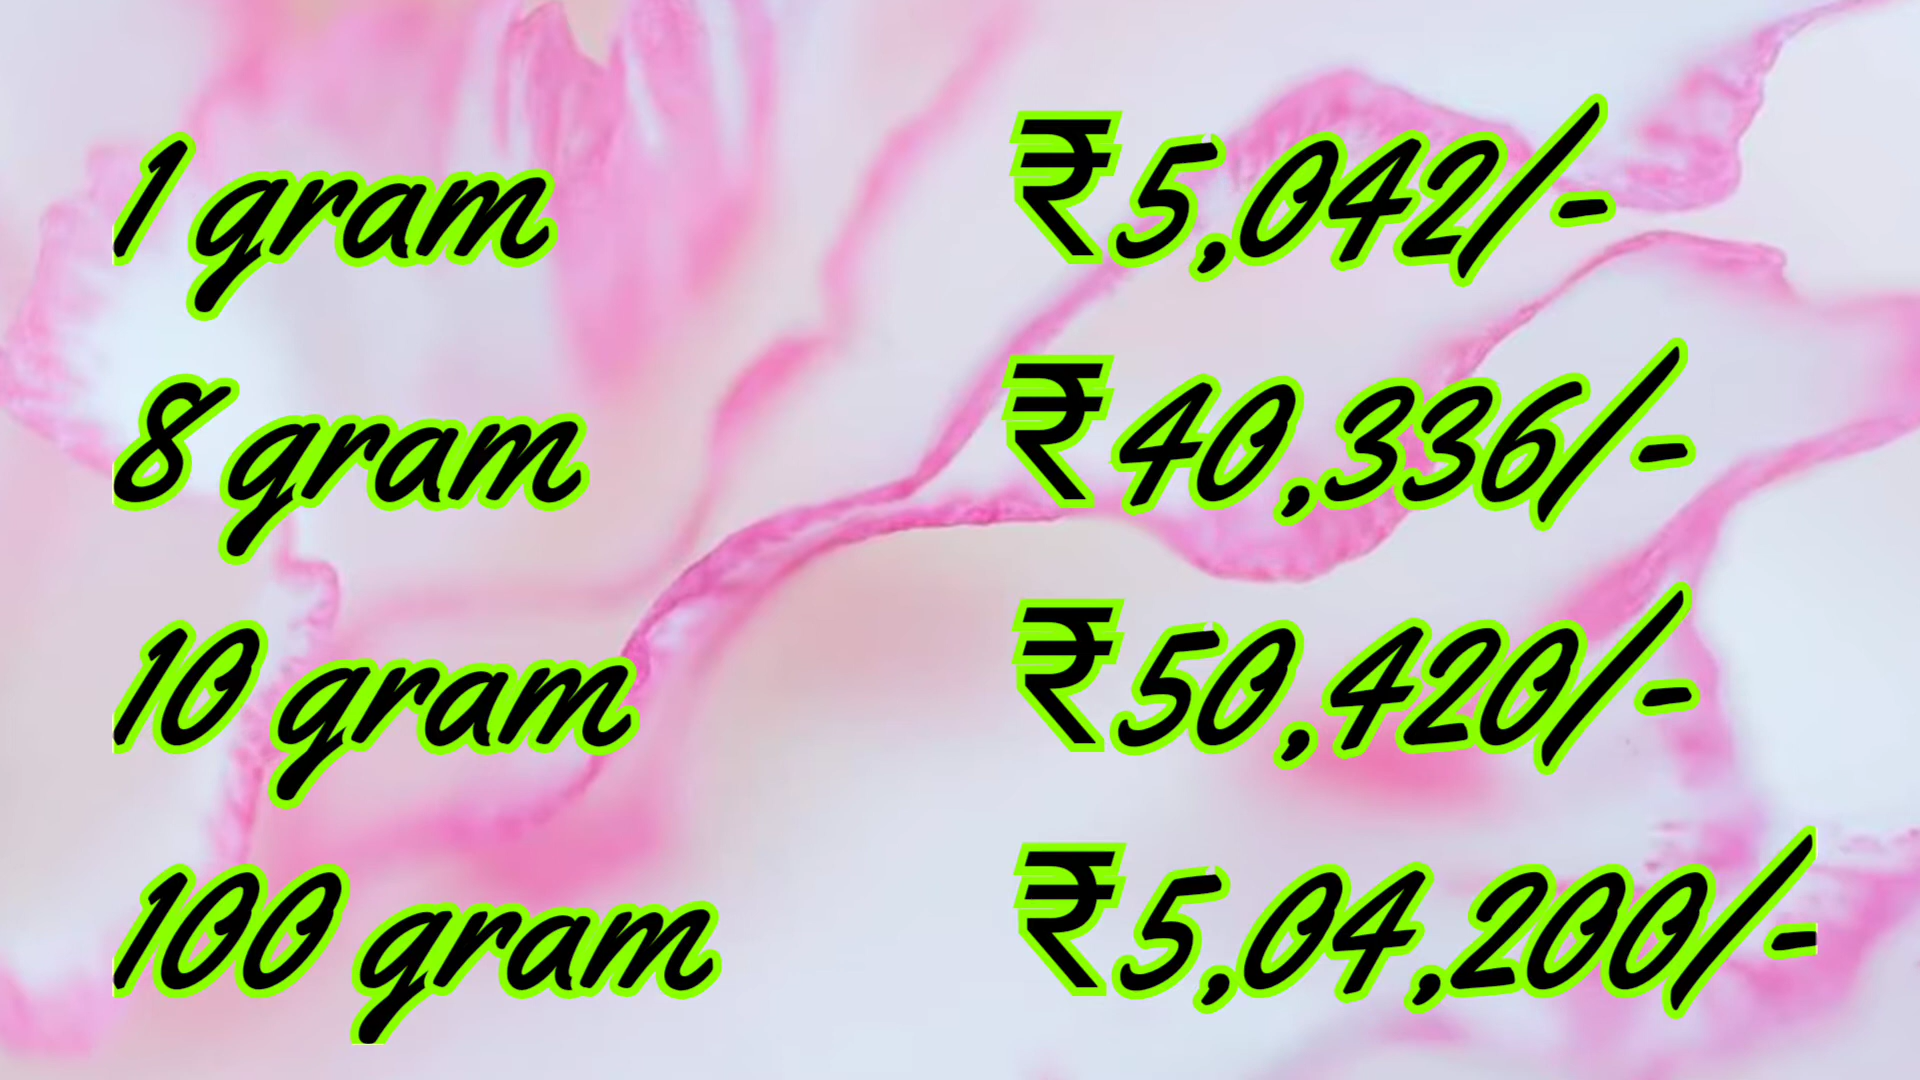 1 gram ₹5,042/-
8 gram ₹40,336/-
10 gram ₹50,420/-
100 gram ₹5,04,200/-